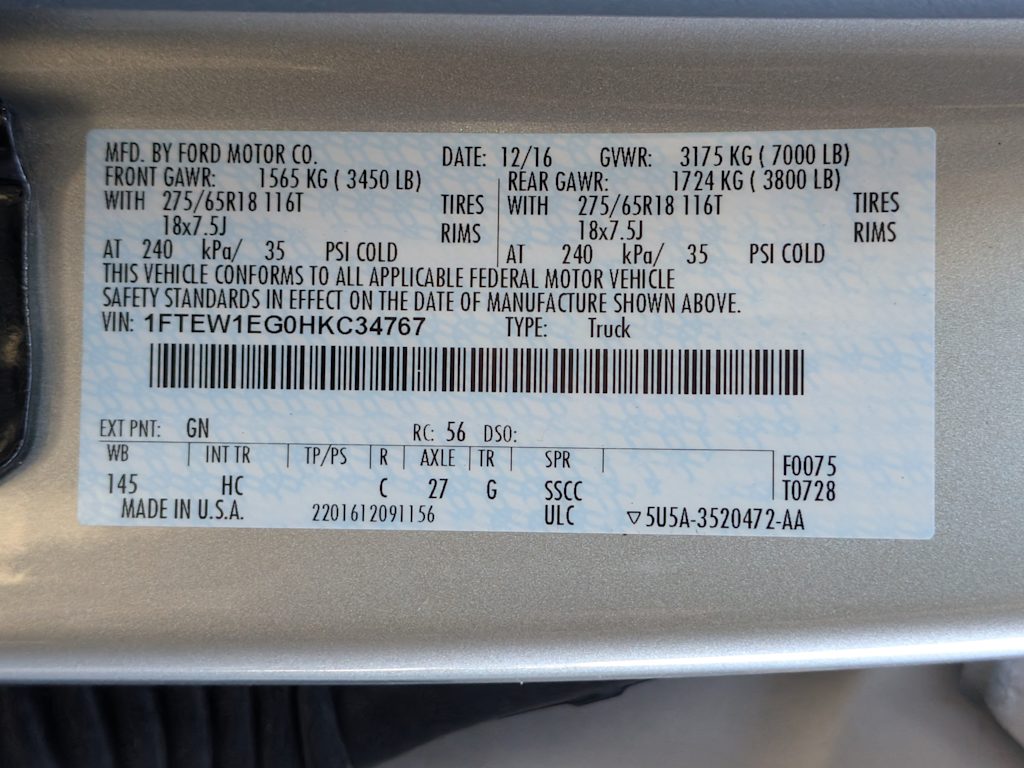 MFD. BY FORD MOTOR CO. DATE: 12/16 GVWR: 3175 KG ( 7000 LB)
FRONT GAWR: 1565 KG ( 3450 LB) REAR GAWR: 1724 KG ( 3800 LB)
WITH 275/65R18 116T TIRES WITH 275/65R18 116T TIRES
18x7.5J RIMS 18x7.5J RIMS
AT 240 kPa/ 35 PSI COLD AT 240 kPa/ 35 PSI COLD
THIS VEHICLE CONFORMS TO ALL APPLICABLE FEDERAL MOTOR VEHICLE
SAFETY STANDARDS IN EFFECT ON THE DATE OF MANUFACTURE SHOWN ABOVE.
VIN: 1FTEW1EG0HKC34767 TYPE: Truck
EXT PNT: GN RC: 56 DSO:
WB INT TR TP/PS R AXLE TR SPR F0075
145 HC C 27 G SSCC T0728
MADE IN U.S.A. 2201612091156 ULC ▽5U5A-3520472-AA